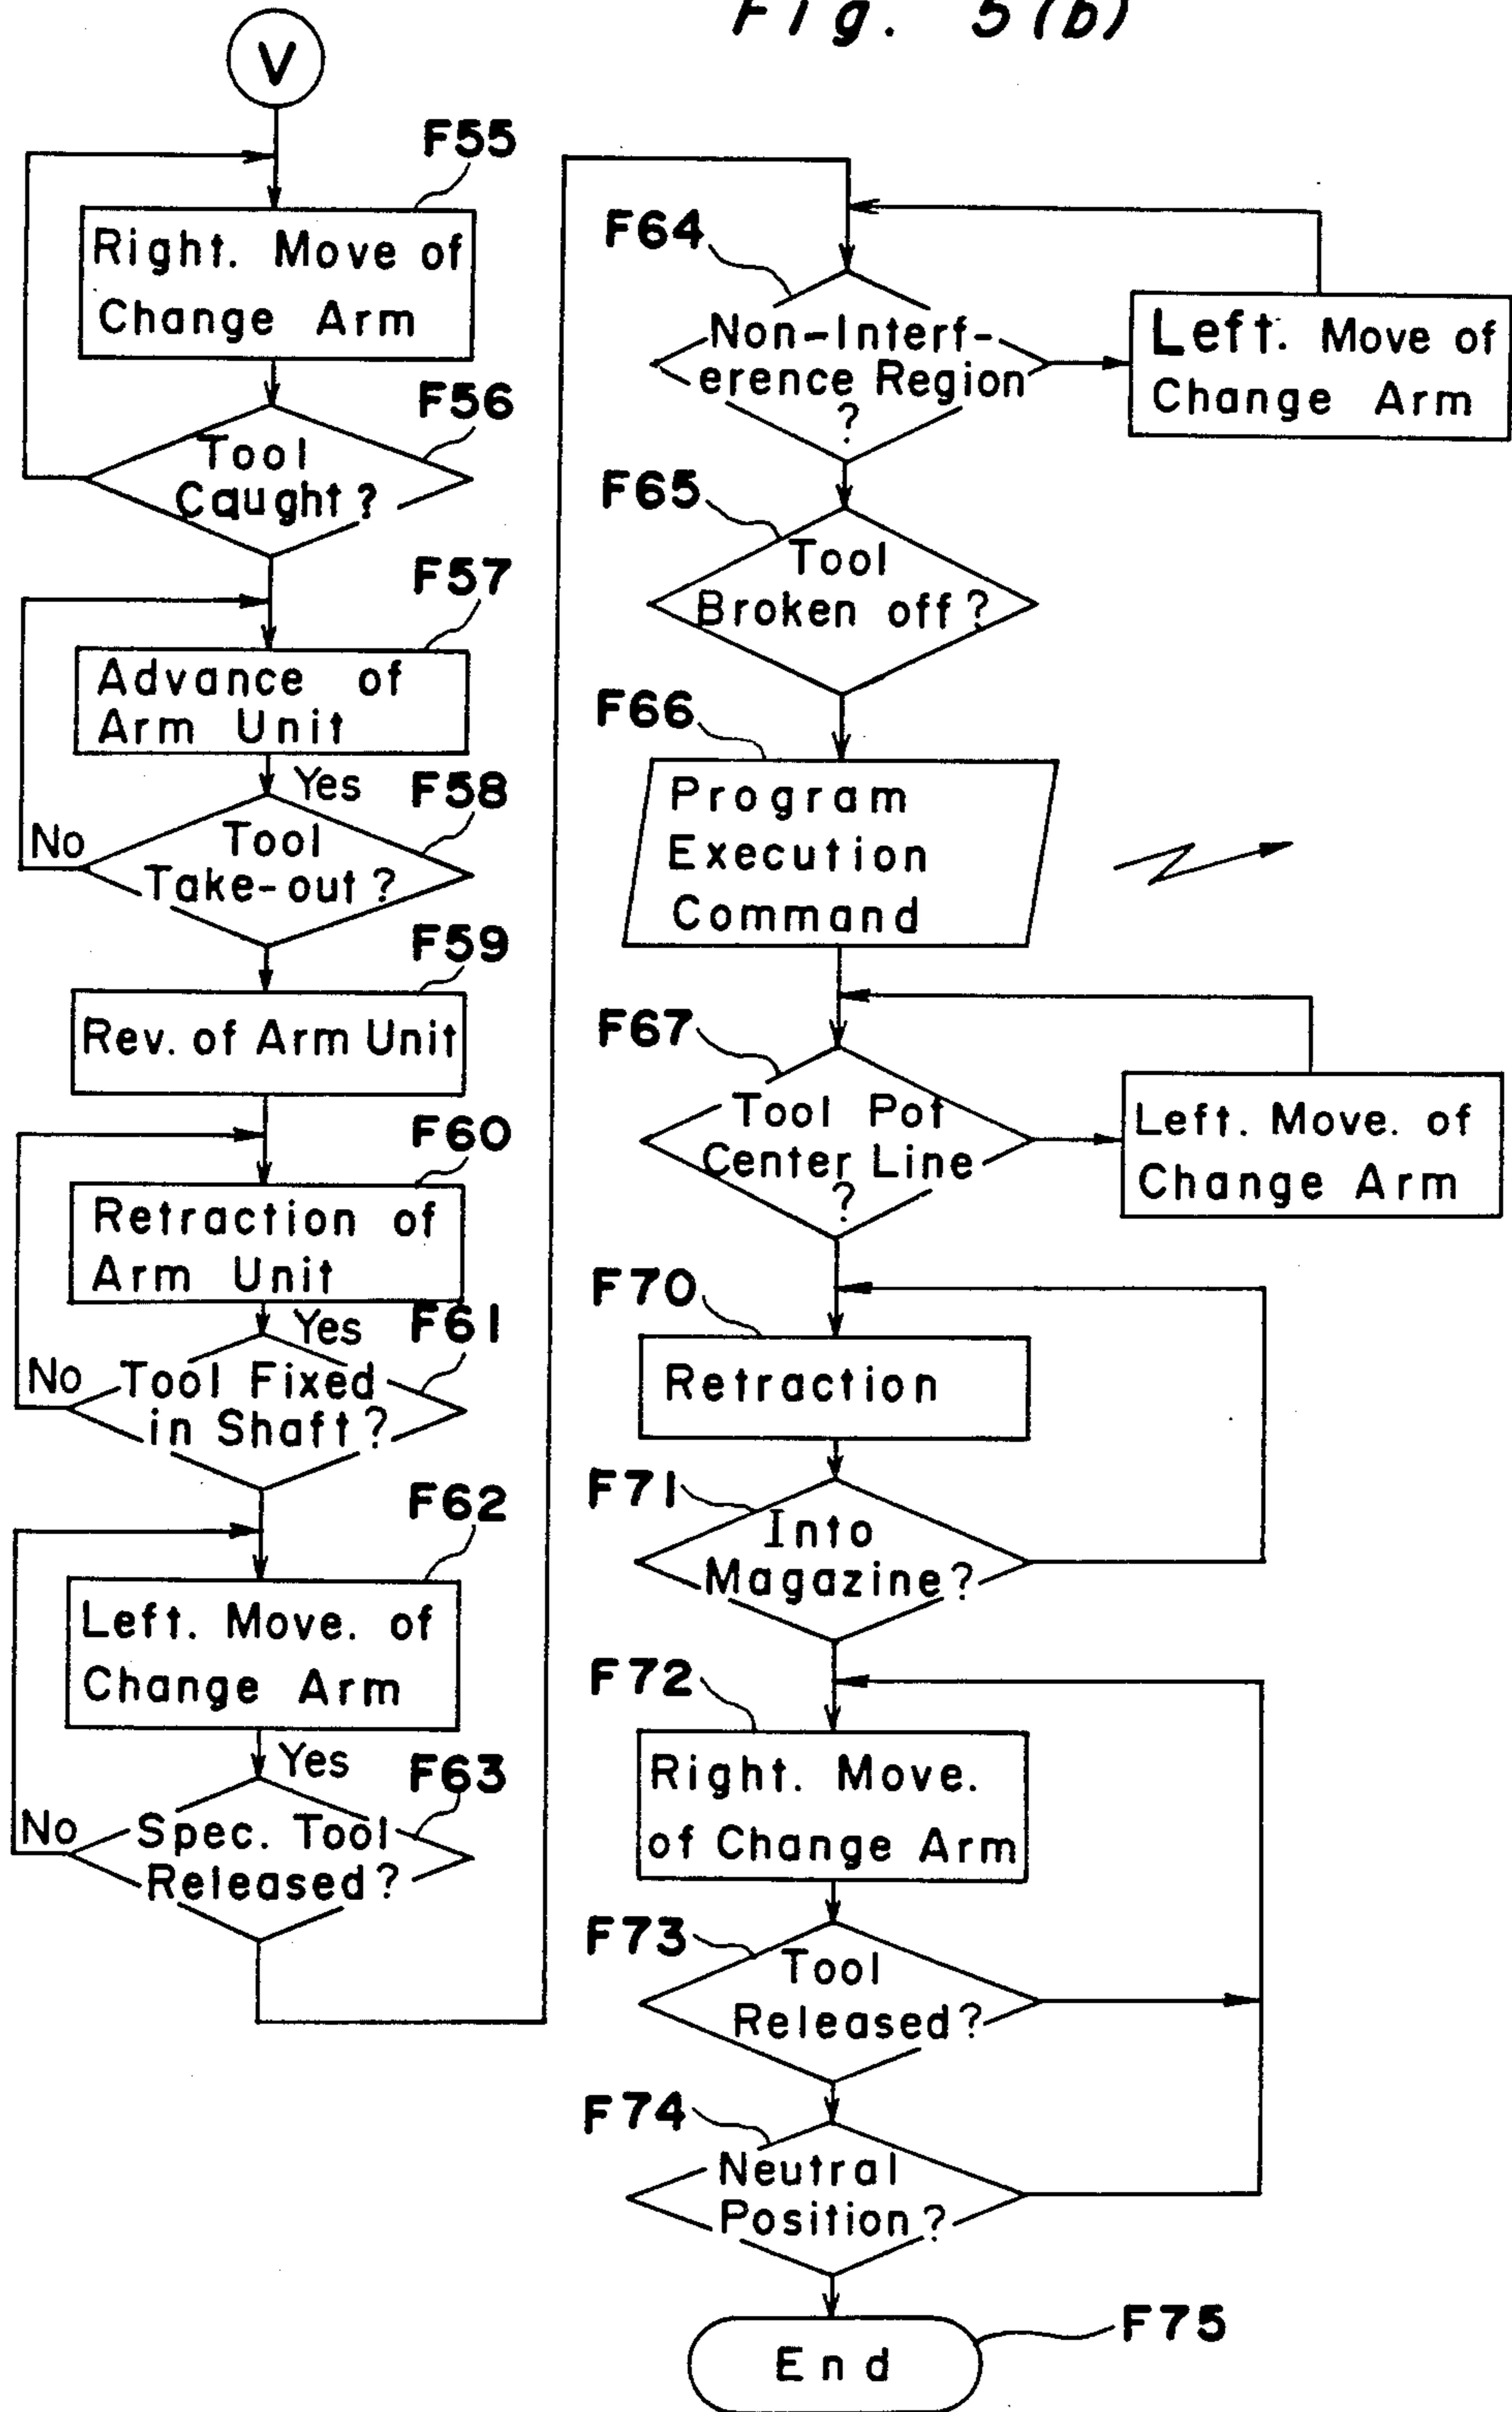 Fig. 5(b)
V
F55
Right. Move of
Change Arm
F56
Tool
Caught?
F57
Advance of
Arm Unit
Yes
F58
No
Tool
Take-out?
F59
Rev. of Arm Unit
F60
Retraction of
Arm Unit
Yes
F61
No
Tool Fixed
in Shaft?
F62
Left. Move. of
Change Arm
Yes
F63
No
Spec. Tool
Released?
F64
Non-Interf-
erence Region
?
Left. Move of
Change Arm
F65
Tool
Broken off?
F66
Program
Execution
Command
F67
Tool Pot
Center Line
?
Left. Move. of
Change Arm
F70
Retraction
F71
Into
Magazine?
F72
Right. Move.
of Change Arm
F73
Tool
Released?
F74
Neutral
Position?
End
F75